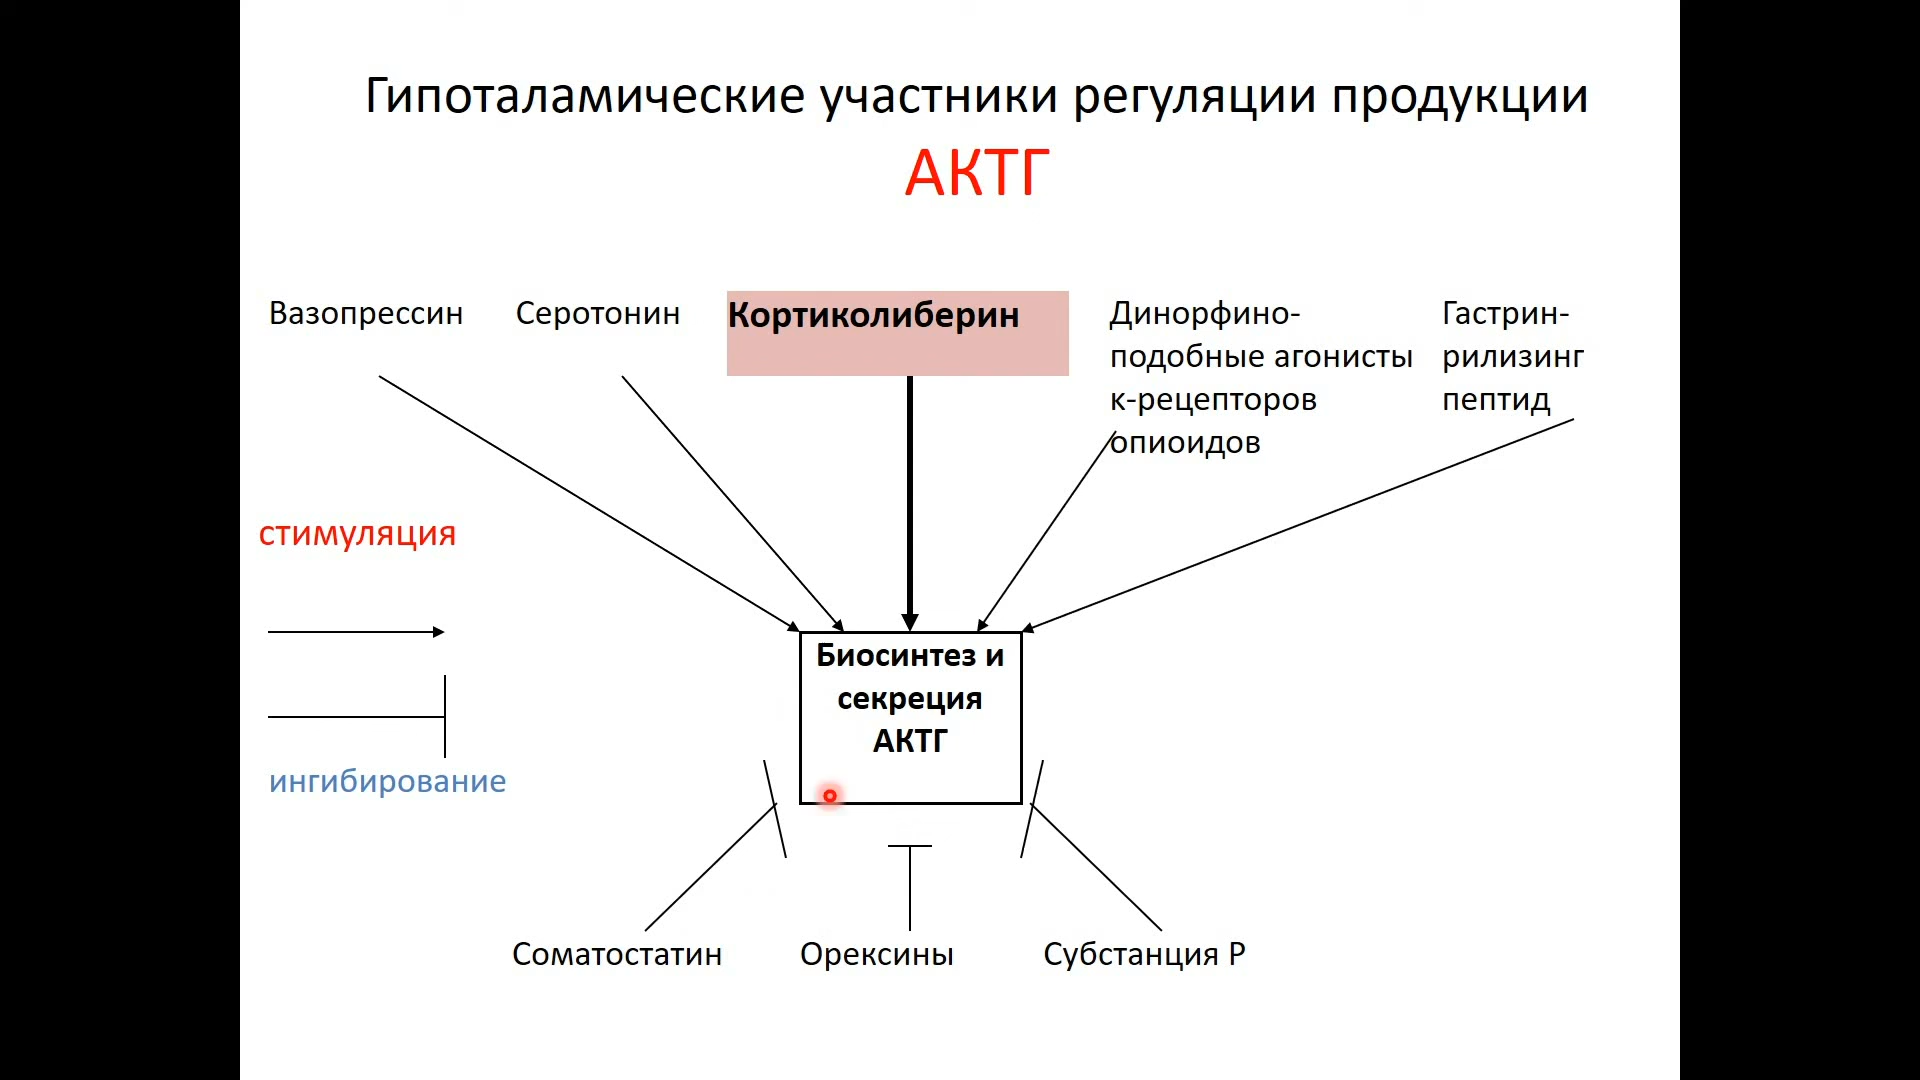 Гипоталамические участники регуляции продукции
АКТГ
Вазопрессин
Серотонин
Кортиколиберин
Динорфино-
подобные агонисты
κ-рецепторов
опиоидов
Гастрин-
рилизинг
пептид
стимуляция
Биосинтез и
секреция
АКТГ
ингибирование
Соматостатин
Орексины
Субстанция Р